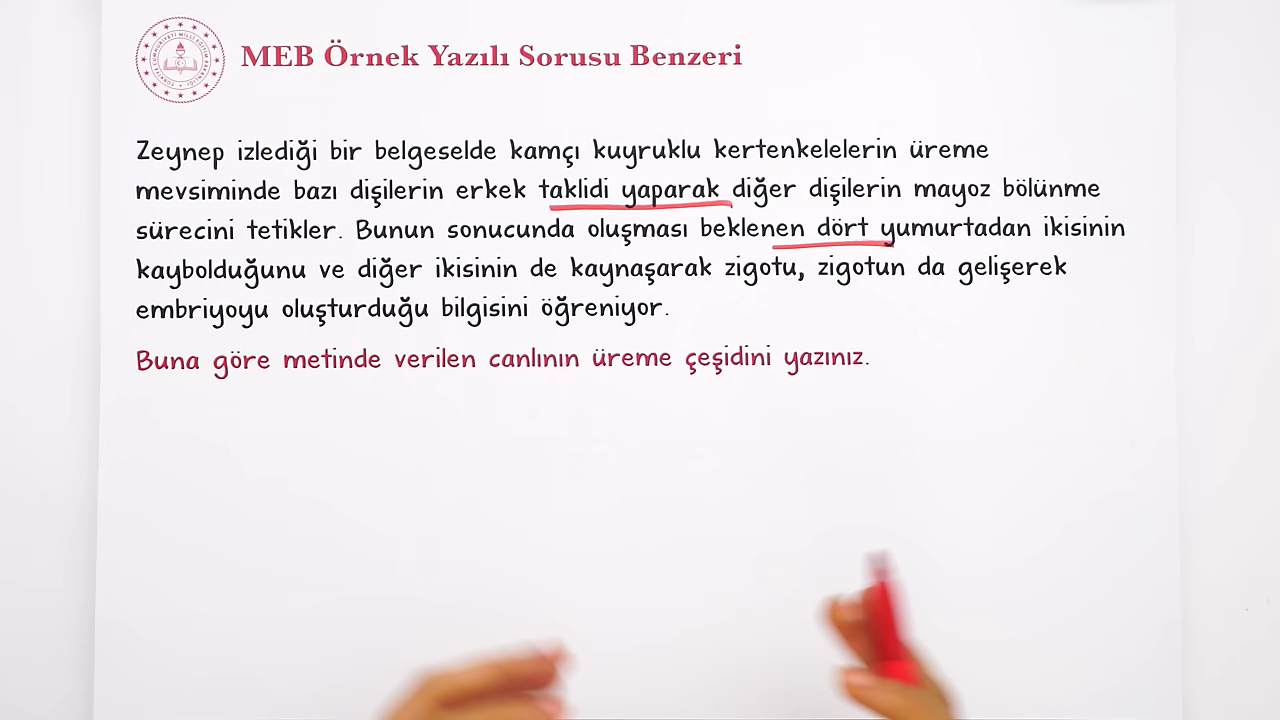 MEB Örnek Yazılı Sorusu Benzeri
Zeynep izlediği bir belgeselde kamçı kuyruklu kertenkelelerin üreme
mevsiminde bazı dişilerin erkek taklidi yaparak diğer dişilerin mayoz bölünme
sürecini tetikler. Bunun sonucunda oluşması beklenen dört yumurtadan ikisinin
kaybolduğunu ve diğer ikisinin de kaynaşarak zigotu, zigotun da gelişerek
embriyoyu oluşturduğu bilgisini öğreniyor.
Buna göre metinde verilen canlının üreme çeşidini yazınız.